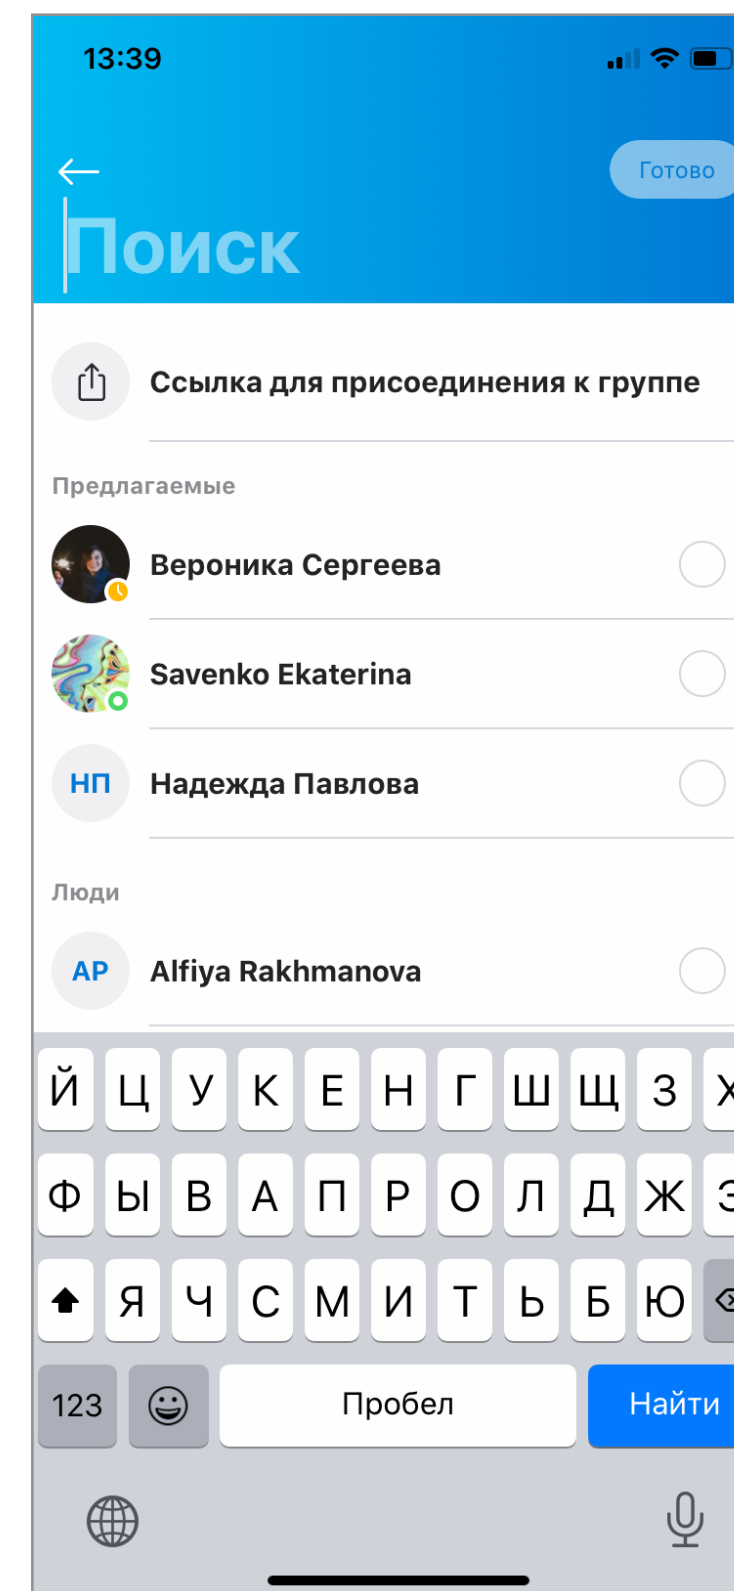 13:39
Готово
Поиск
Ссылка для присоединения к группе
Предлагаемые
Вероника Сергеева
Savenko Ekaterina
НП Надежда Павлова
Люди
AP Alfiya Rakhmanova
Й Ц У К Е Н Г Ш Щ З Х
Ф Ы В А П Р О Л Д Ж Э
Я Ч С М И Т Ь Б Ю
123 Пробел Найти